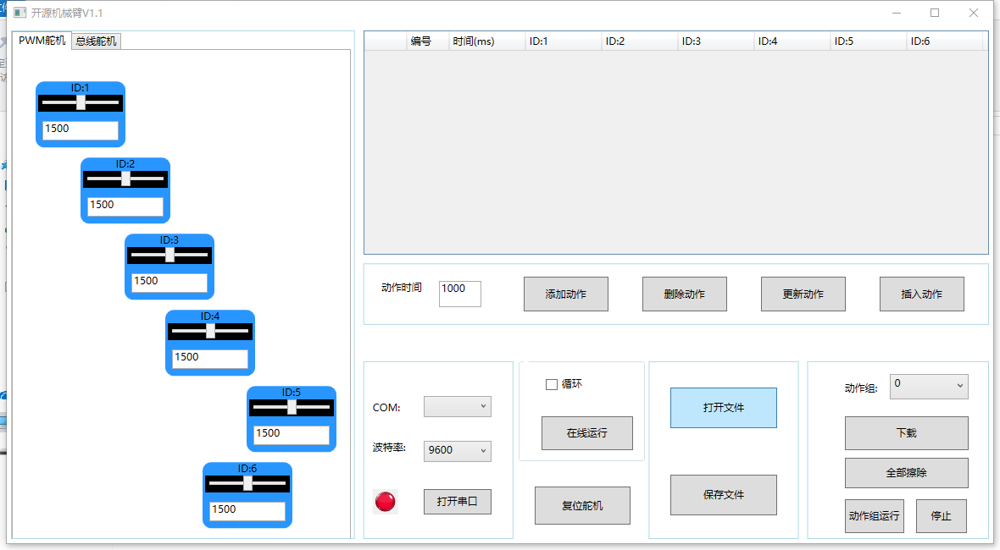 开源机械臂V1.1
PWM舵机 总线舵机
ID:1
1500
ID:2
1500
ID:3
1500
ID:4
1500
ID:5
1500
ID:6
1500
编号 时间(ms) ID:1 ID:2 ID:3 ID:4 ID:5 ID:6
动作时间 1000 添加动作 删除动作 更新动作 插入动作
COM:
波特率: 9600
打开串口
循环
在线运行
复位舵机
打开文件
保存文件
动作组: 0
下载
全部擦除
动作组运行 停止